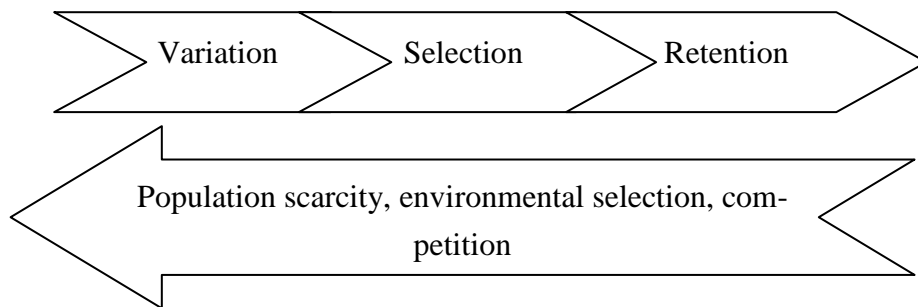 Variation Selection Retention
Population scarcity, environmental selection, com-
petition